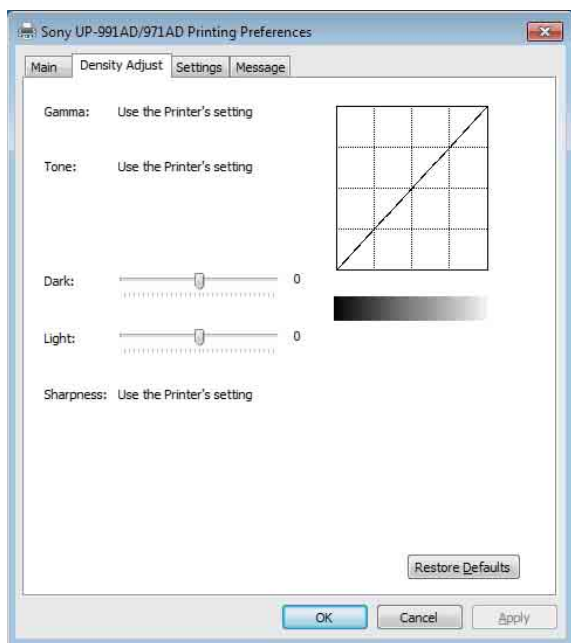 Sony UP-991AD/971AD Printing Preferences
Main Density Adjust Settings Message
Gamma: Use the Printer's setting
Tone: Use the Printer's setting
Dark: 0
Light: 0
Sharpness: Use the Printer's setting
Restore Defaults
OK Cancel Apply